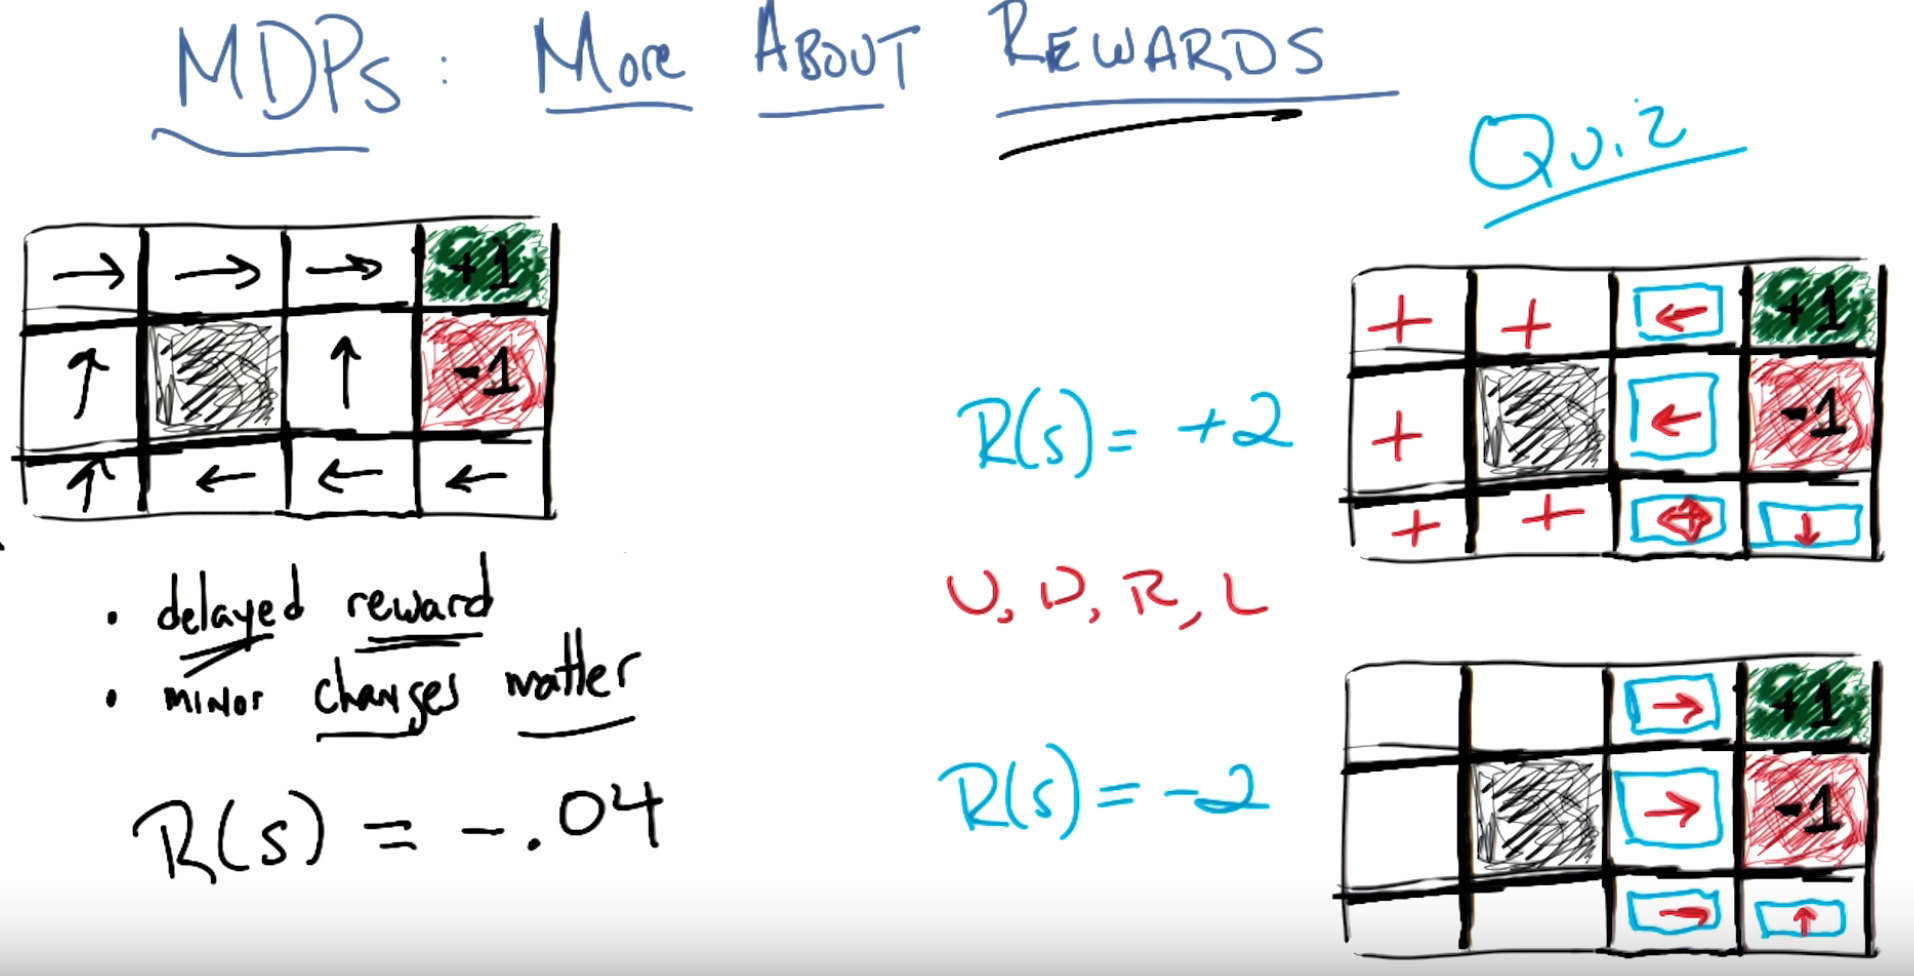 MDPs: More About Rewards
Quiz
→ → → +1
↑ ↑ -1
↑ ← ← ←
• delayed reward
• minor changes matter
R(s) = -.04
R(s) = +2
+ + ← +1
+ ← -1
+ + ↓
U, D, R, L
R(s) = -2
→ +1
→ -1
→ ↑